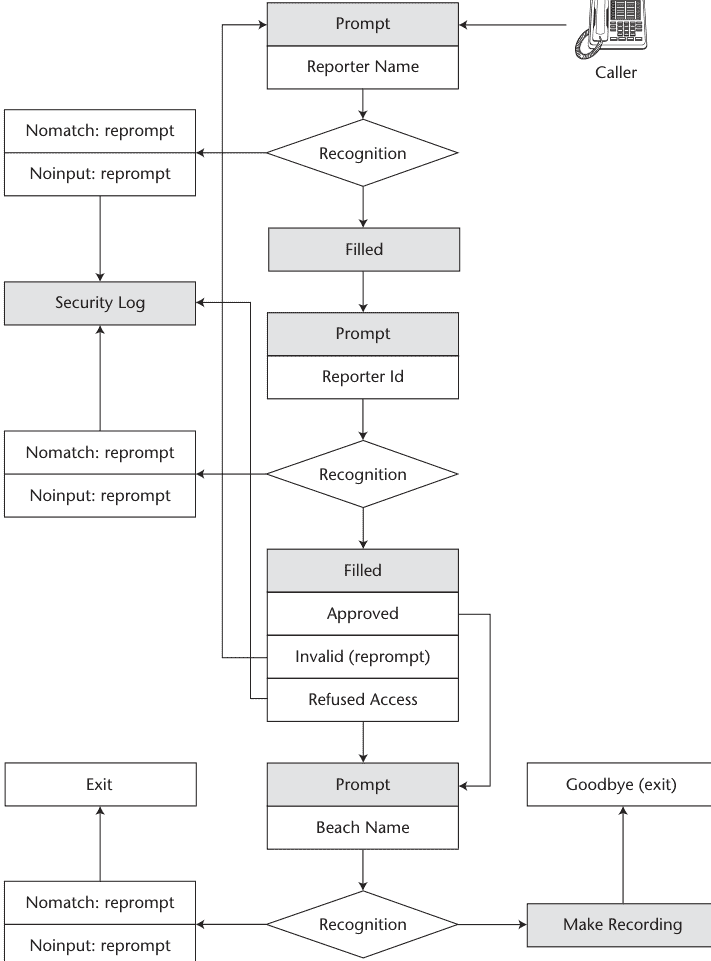 Prompt
Reporter Name
Caller
Nomatch: reprompt
Noinput: reprompt
Recognition
Filled
Security Log
Prompt
Reporter Id
Nomatch: reprompt
Noinput: reprompt
Recognition
Filled
Approved
Invalid (reprompt)
Refused Access
Exit
Prompt
Beach Name
Goodbye (exit)
Nomatch: reprompt
Noinput: reprompt
Recognition
Make Recording